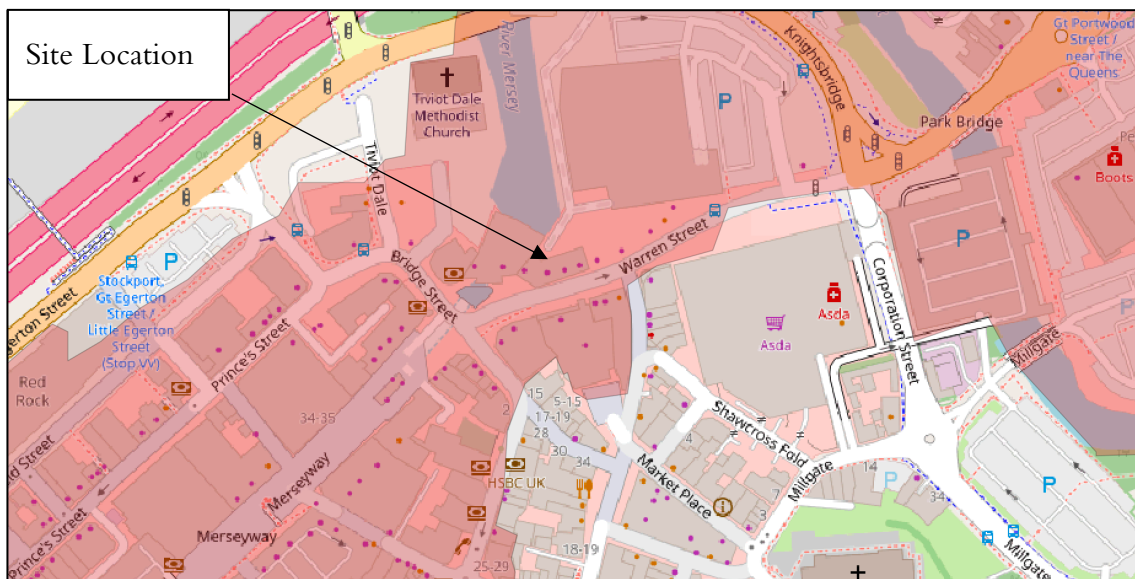 Site Location
River Mersey
Tiviot Dale
Methodist
Church
Knightsbridge
Gt Portwood
Street /
near The
Queens
Park Bridge
Boots
Tiviot Dale
Bridge Street
Warren Street
Stockport,
Gt Egerton
Street /
Little Egerton
Street
(Stop VV)
Egerton Street
Prince's Street
Corporation Street
Asda
Asda
Millgate
Red
Rock
34-35
Merseyway
Merseyway
Prince's Street
2
15
5-15
17-19
28
30
34
HSBC UK
18-19
25-29
Shawcross Fold
Market Place
4
7
3
Millgate
14
34
Millgate
P
P
P
P
P